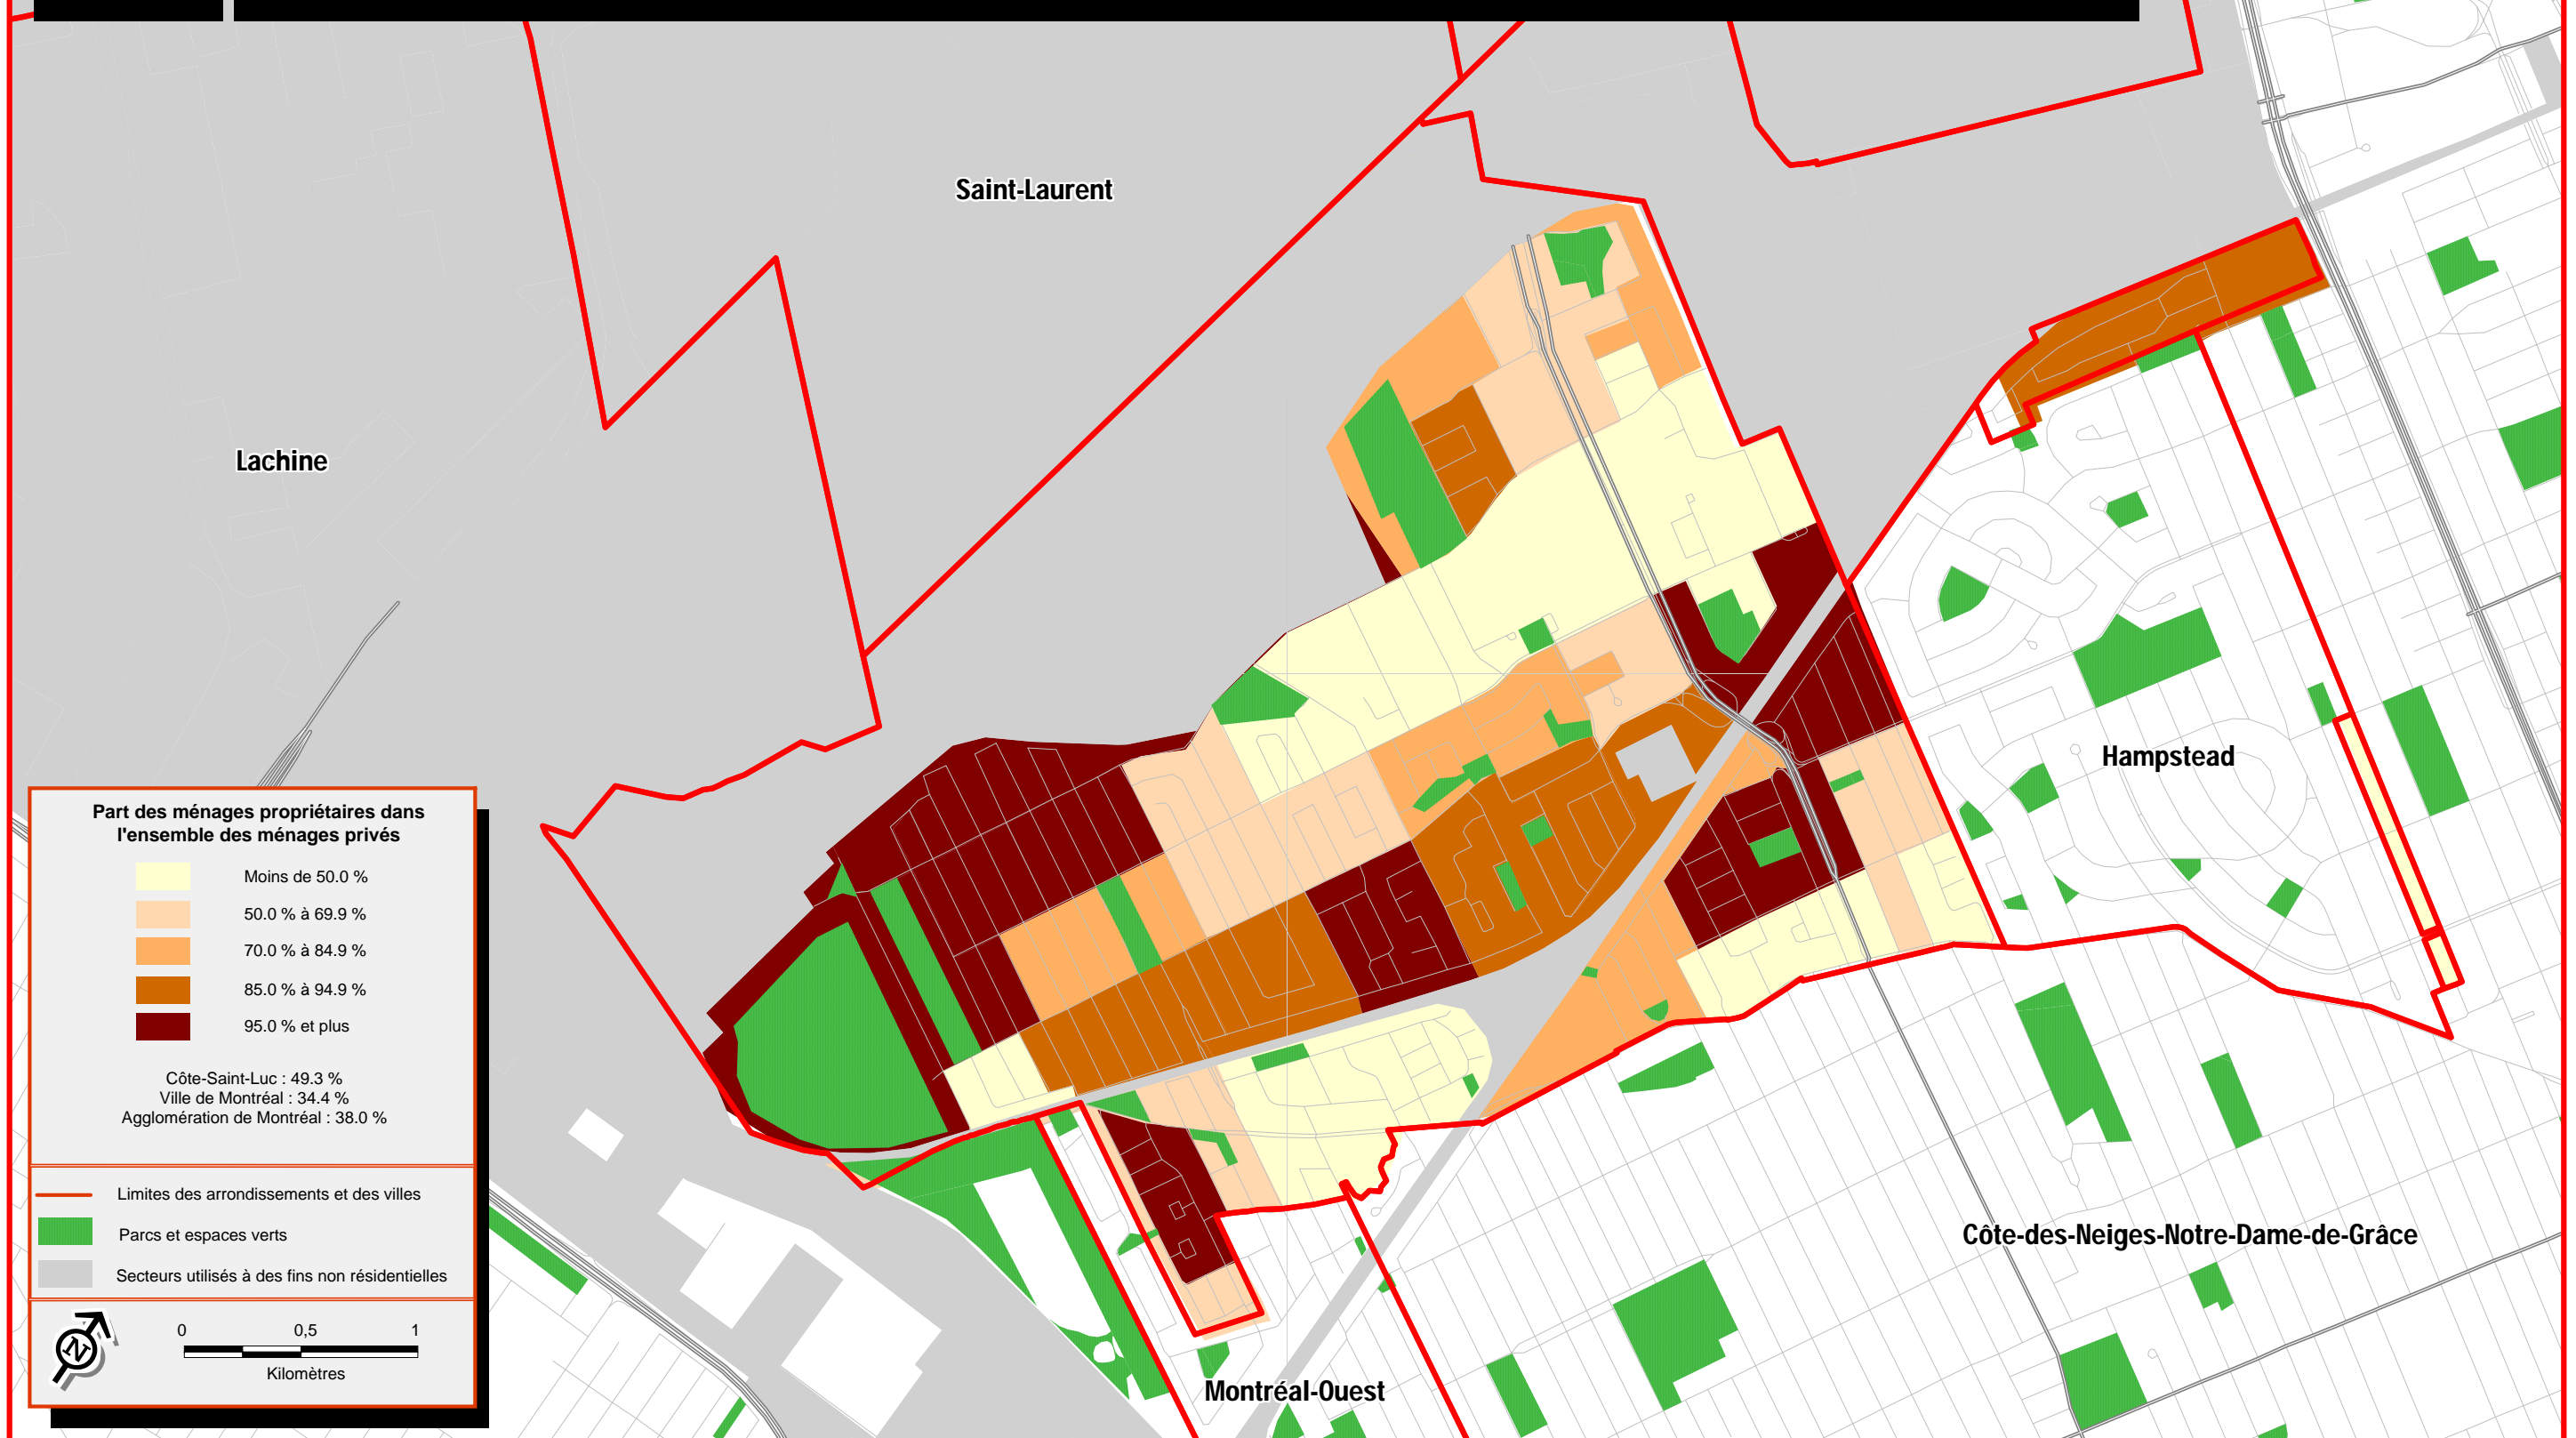 Saint-Laurent
Lachine
Hampstead
Côte-des-Neiges-Notre-Dame-de-Grâce
Montréal-Ouest
Part des ménages propriétaires dans
l'ensemble des ménages privés
Moins de 50.0 %
50.0 % à 69.9 %
70.0 % à 84.9 %
85.0 % à 94.9 %
95.0 % et plus
Côte-Saint-Luc : 49.3 %
Ville de Montréal : 34.4 %
Agglomération de Montréal : 38.0 %
Limites des arrondissements et des villes
Parcs et espaces verts
Secteurs utilisés à des fins non résidentielles
N
0 0,5 1
Kilomètres